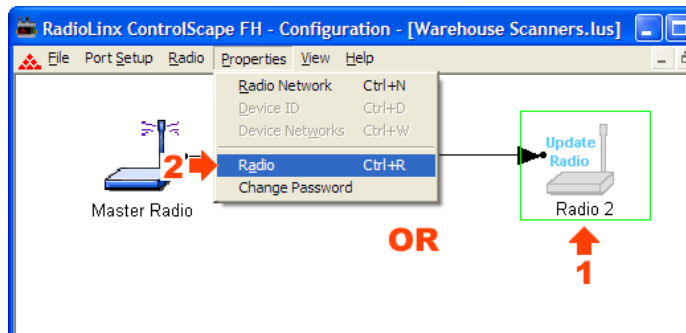 RadioLinx ControlScape FH - Configuration - [Warehouse Scanners.lus]
File Port Setup Radio Properties View Help
Radio Network Ctrl+N
Device ID Ctrl+D
Device Networks Ctrl+W
Radio Ctrl+R
Change Password
2
Master Radio
Update
Radio
Radio 2
OR
1